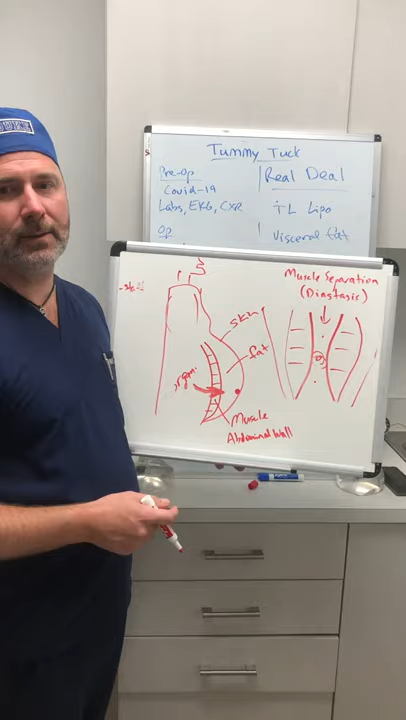 Tummy Tuck
Pre-Op
Covid-19
Labs, EKG, CXR
Op
Real Deal
TL Lipo
Visceral fat
Muscle Separation
(Diastasis)
skin
fat
Muscle
Abdominal Wall